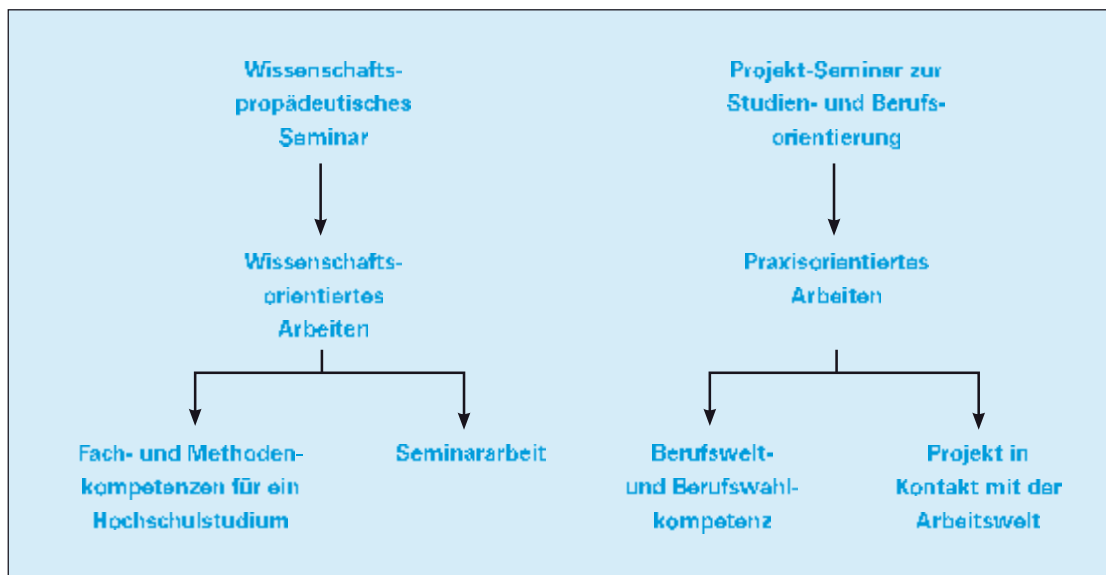 Wissenschafts-
propädeutisches
Seminar
Projekt-Seminar zur
Studien- und Berufs-
orientierung
Wissenschafts-
orientiertes
Arbeiten
Praxisorientiertes
Arbeiten
Fach- und Methoden-
kompetenzen für ein
Hochschulstudium
Seminararbeit
Berufswelt-
und Berufswahl-
kompetenz
Projekt in
Kontakt mit der
Arbeitswelt